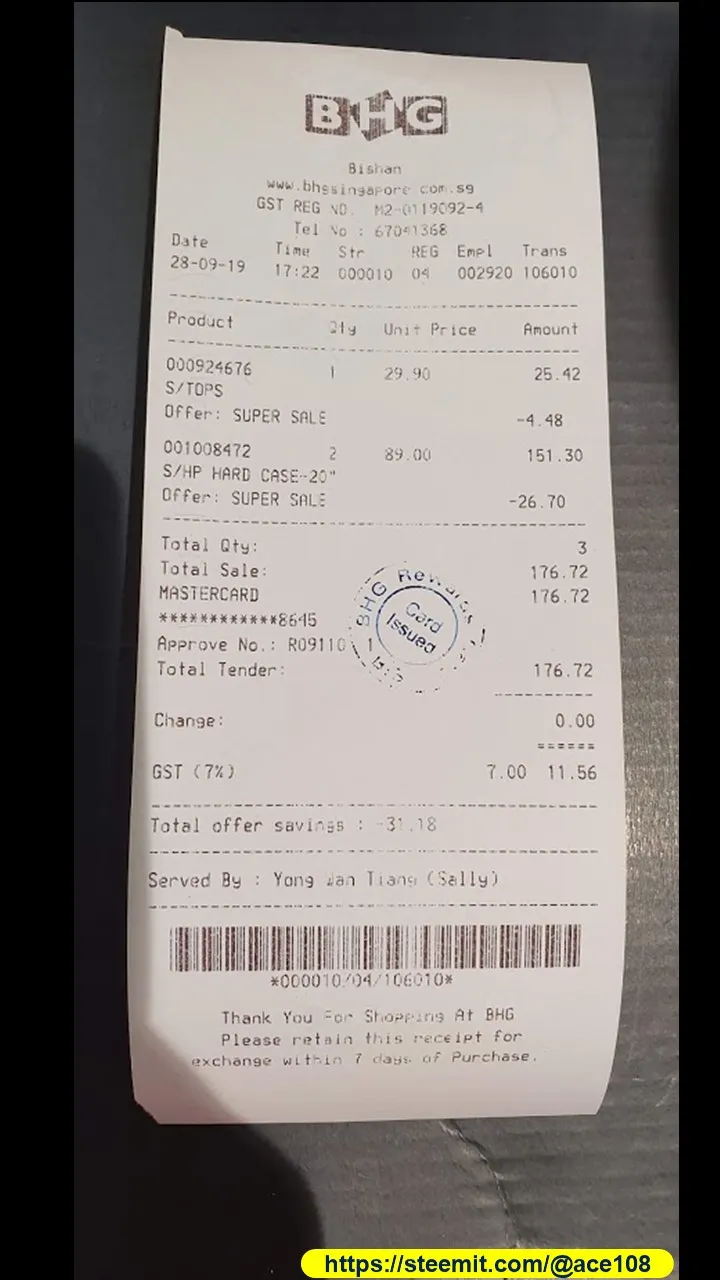 BHG
Bishan
www.bhgsingapore.com.sg
GST REG NO. M2-0119092-4
Tel No : 67041368
Date Time Str REG Empl Trans
28-09-19 17:22 000010 04 002920 106010
Product Qty Unit Price Amount
000924676 1 29.90 25.42
S/TOPS
Offer: SUPER SALE -4.48
001008472 2 89.00 151.30
S/HP HARD CASE-20"
Offer: SUPER SALE -26.70
Total Qty: 3
Total Sale: 176.72
MASTERCARD 176.72
************8645
Approve No.: R09110
Total Tender: 176.72
BHG Rewards
Card
Issued
Change: 0.00
======
GST (7%) 7.00 11.56
Total offer savings : -31.18
Served By : Yong Wan Tiang (Sally)
*000010/04/106010*
Thank You For Shopping At BHG
Please retain this receipt for
exchange within 7 days of Purchase.
https://steemit.com/@ace108